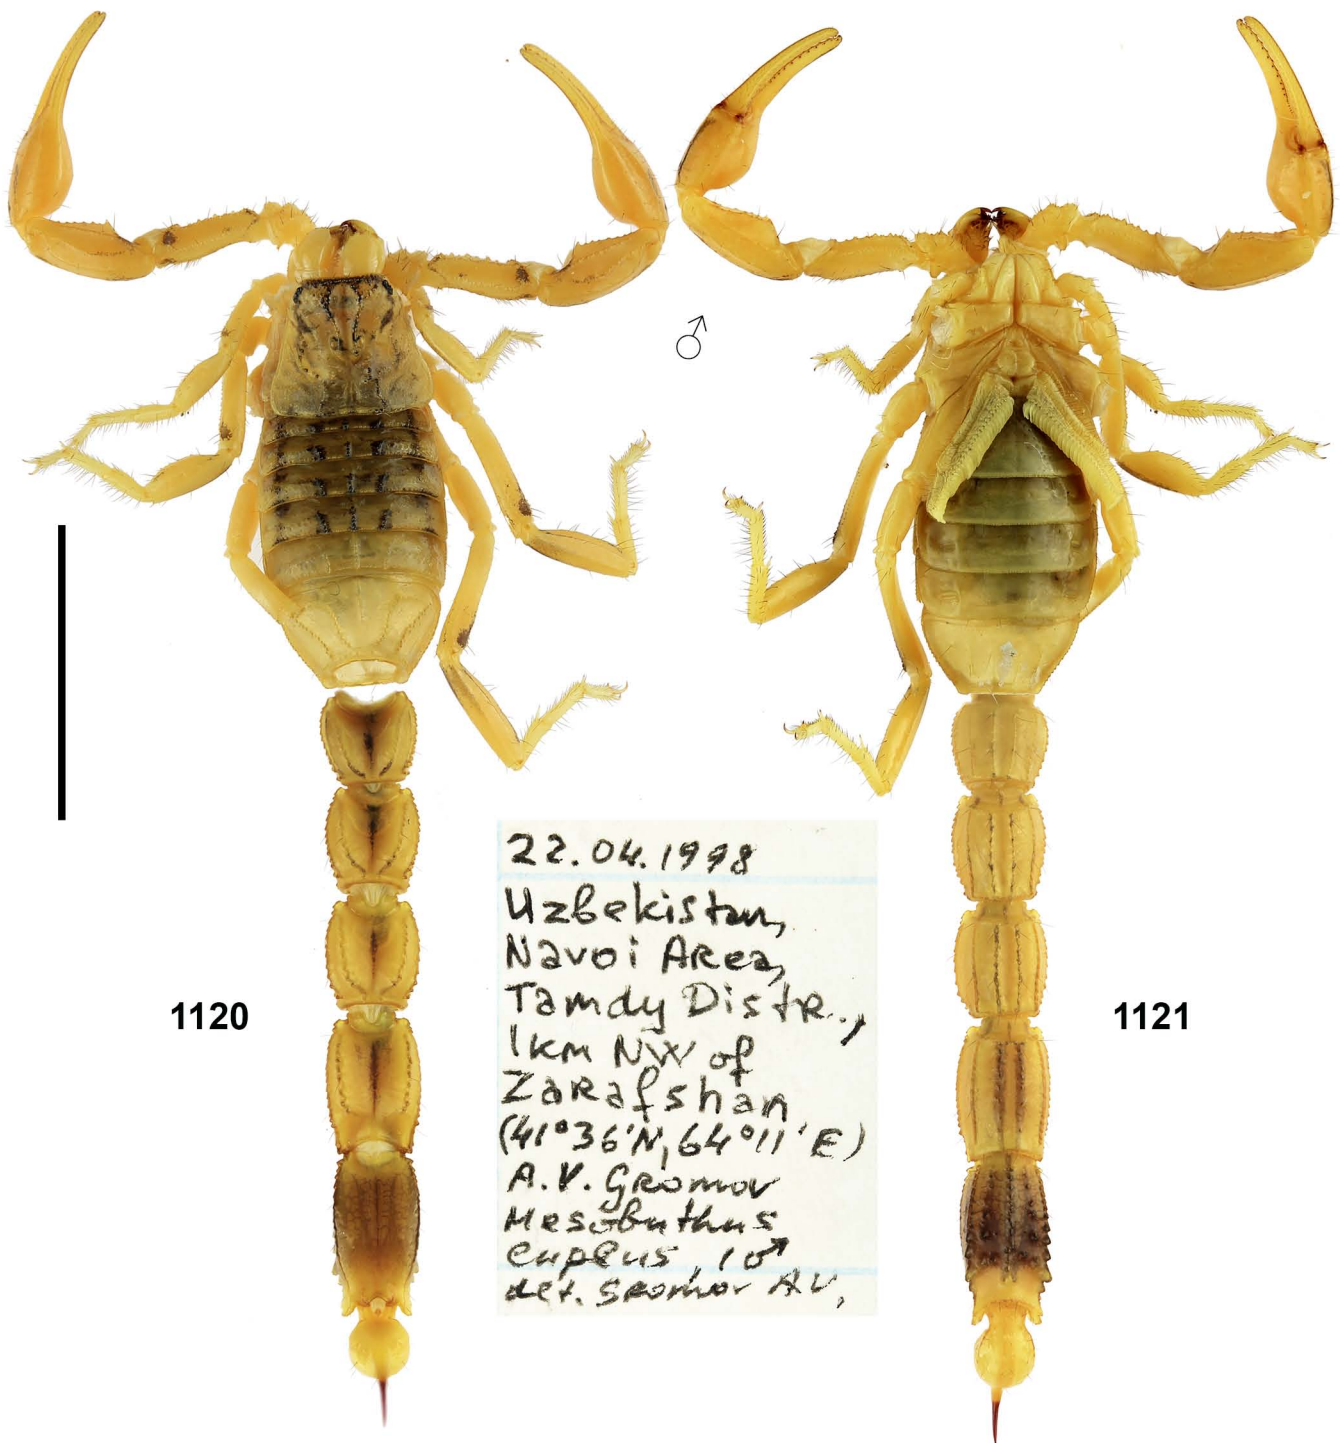 ♂
22.04.1998
Uzbekistan,
Navoi Area,
Tamdy Distr.,
1km NW of
Zarafshan
(41°36'N, 64°11'E)
A.V. Gromov
Mesobuthus
eupeus, 1♂
det. Gromov A.V.
1120
1121